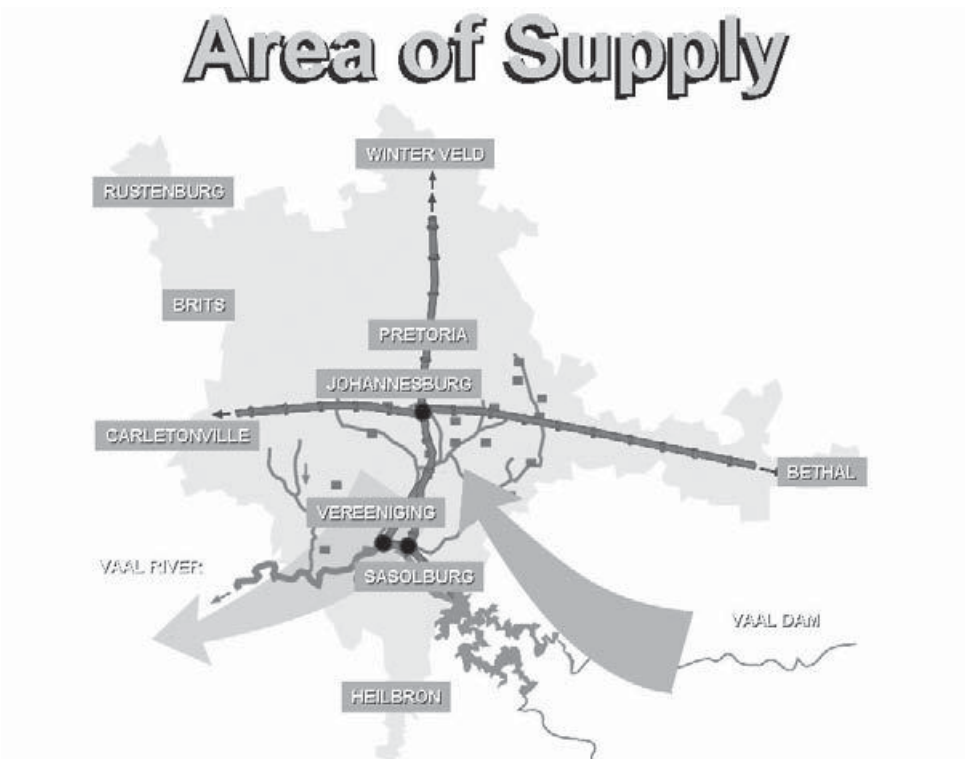 Area of Supply
WINTER VELD
RUSTENBURG
BRITS
PRETORIA
JOHANNESBURG
CARLETONVILLE
BETHAL
VEREENIGING
VAAL RIVER
SASOLBURG
VAAL DAM
HEILBRON